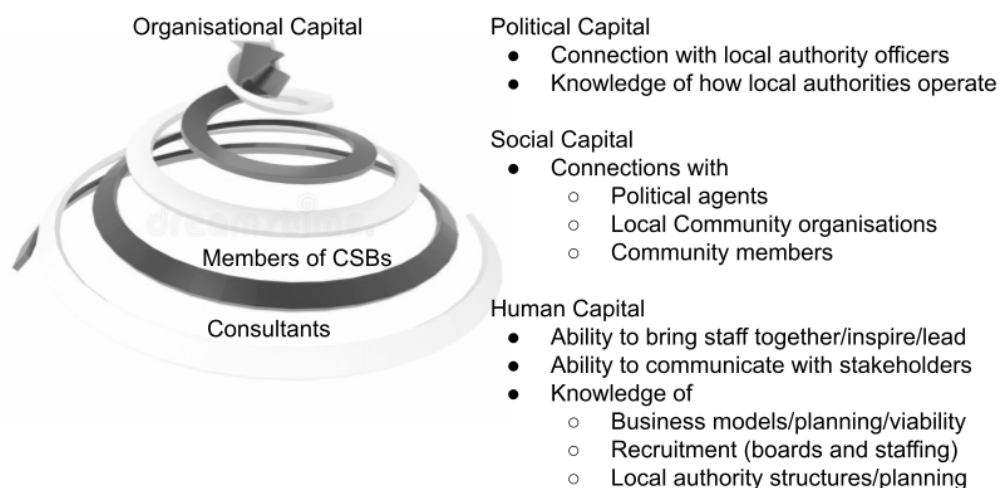 Organisational Capital
Members of CSBs
Consultants
Political Capital
● Connection with local authority officers
● Knowledge of how local authorities operate
Social Capital
● Connections with
○ Political agents
○ Local Community organisations
○ Community members
Human Capital
● Ability to bring staff together/inspire/lead
● Ability to communicate with stakeholders
● Knowledge of
○ Business models/planning/viability
○ Recruitment (boards and staffing)
○ Local authority structures/planning